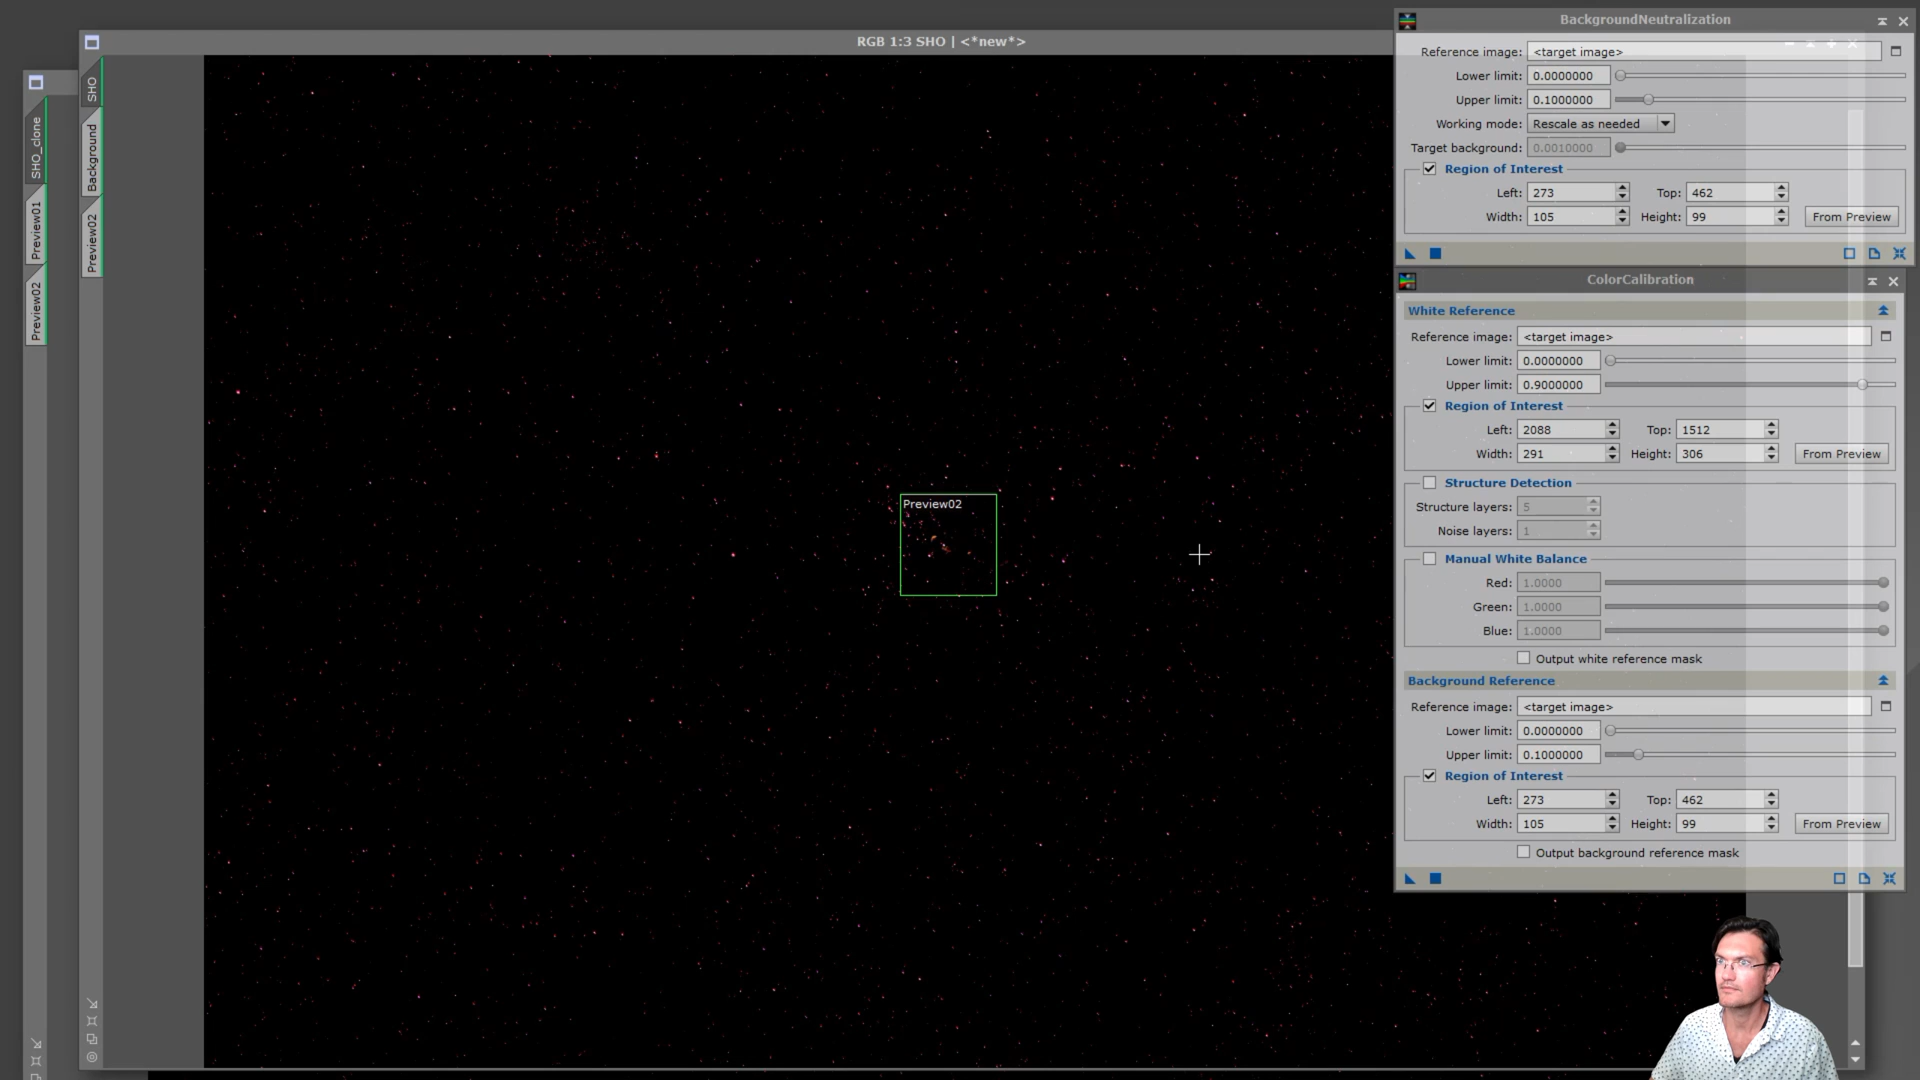 RGB 1:3 SHO | <*new*>
SHO_clone
Preview01
Preview02
SHO
Background
Preview02
Preview02
BackgroundNeutralization
Reference image: <target image>
Lower limit: 0.0000000
Upper limit: 0.1000000
Working mode: Rescale as needed
Target background: 0.0010000
Region of Interest
Left: 273 Top: 462
Width: 105 Height: 99 From Preview
ColorCalibration
White Reference
Reference image: <target image>
Lower limit: 0.0000000
Upper limit: 0.9000000
Region of Interest
Left: 2088 Top: 1512
Width: 291 Height: 306 From Preview
Structure Detection
Structure layers: 5
Noise layers: 1
Manual White Balance
Red: 1.0000
Green: 1.0000
Blue: 1.0000
Output white reference mask
Background Reference
Reference image: <target image>
Lower limit: 0.0000000
Upper limit: 0.1000000
Region of Interest
Left: 273 Top: 462
Width: 105 Height: 99 From Preview
Output background reference mask